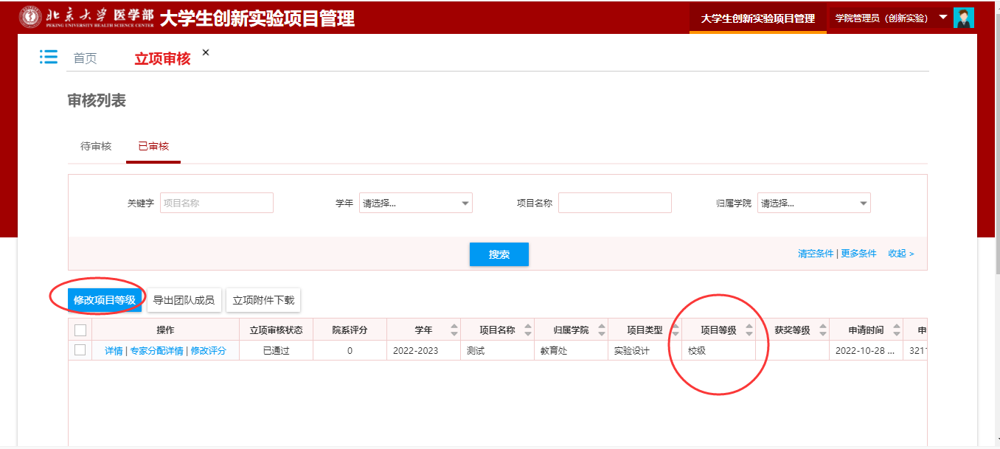 北京大学医学部 大学生创新实验项目管理
PEKING UNIVERSITY HEALTH SCIENCE CENTER
大学生创新实验项目管理 学院管理员（创新实验）
首页 立项审核 ×
审核列表
待审核 已审核
关键字 项目名称 学年 请选择... 项目名称 归属学院 请选择...
搜索 清空条件 | 更多条件 收起 >
修改项目等级 导出团队成员 立项附件下载
操作 立项审核状态 院系评分 学年 项目名称 归属学院 项目类型 项目等级 获奖等级 申请时间
详情 | 专家分配详情 | 修改评分 已通过 0 2022-2023 测试 教育处 实验设计 校级 2022-10-28 ...